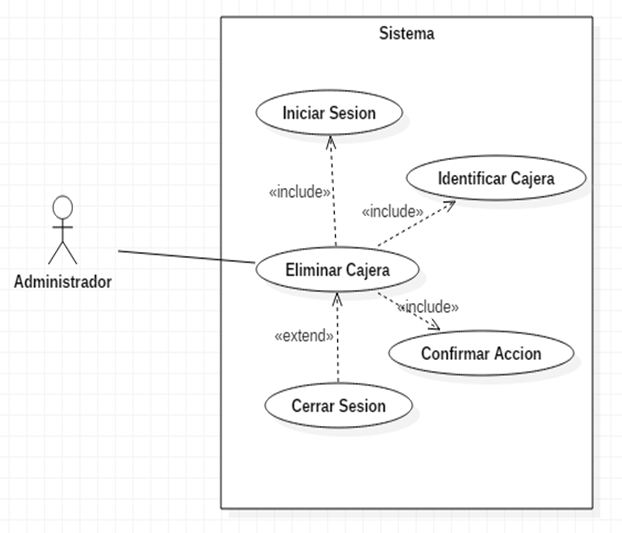 Sistema
Iniciar Sesion
Identificar Cajera
«include»
«include»
Administrador
Eliminar Cajera
«include»
«extend»
Confirmar Accion
Cerrar Sesion